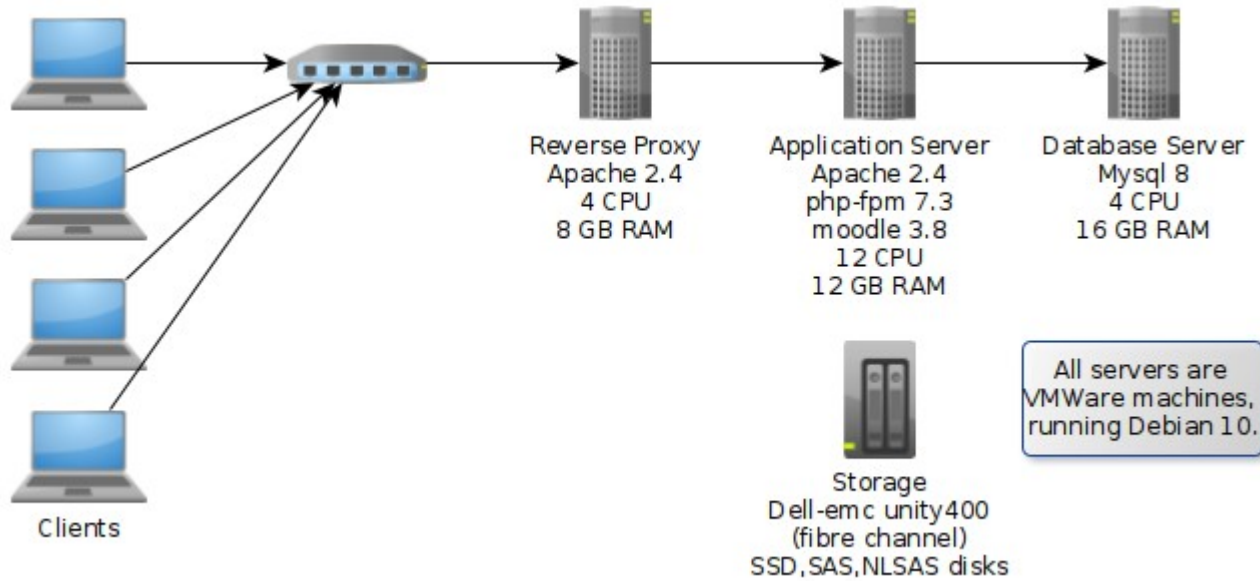 Reverse Proxy
Apache 2.4
4 CPU
8 GB RAM
Application Server
Apache 2.4
php-fpm 7.3
moodle 3.8
12 CPU
12 GB RAM
Database Server
Mysql 8
4 CPU
16 GB RAM
All servers are
VMWare machines,
running Debian 10.
Clients
Storage
Dell-emc unity400
(fibre channel)
SSD,SAS,NLSAS disks